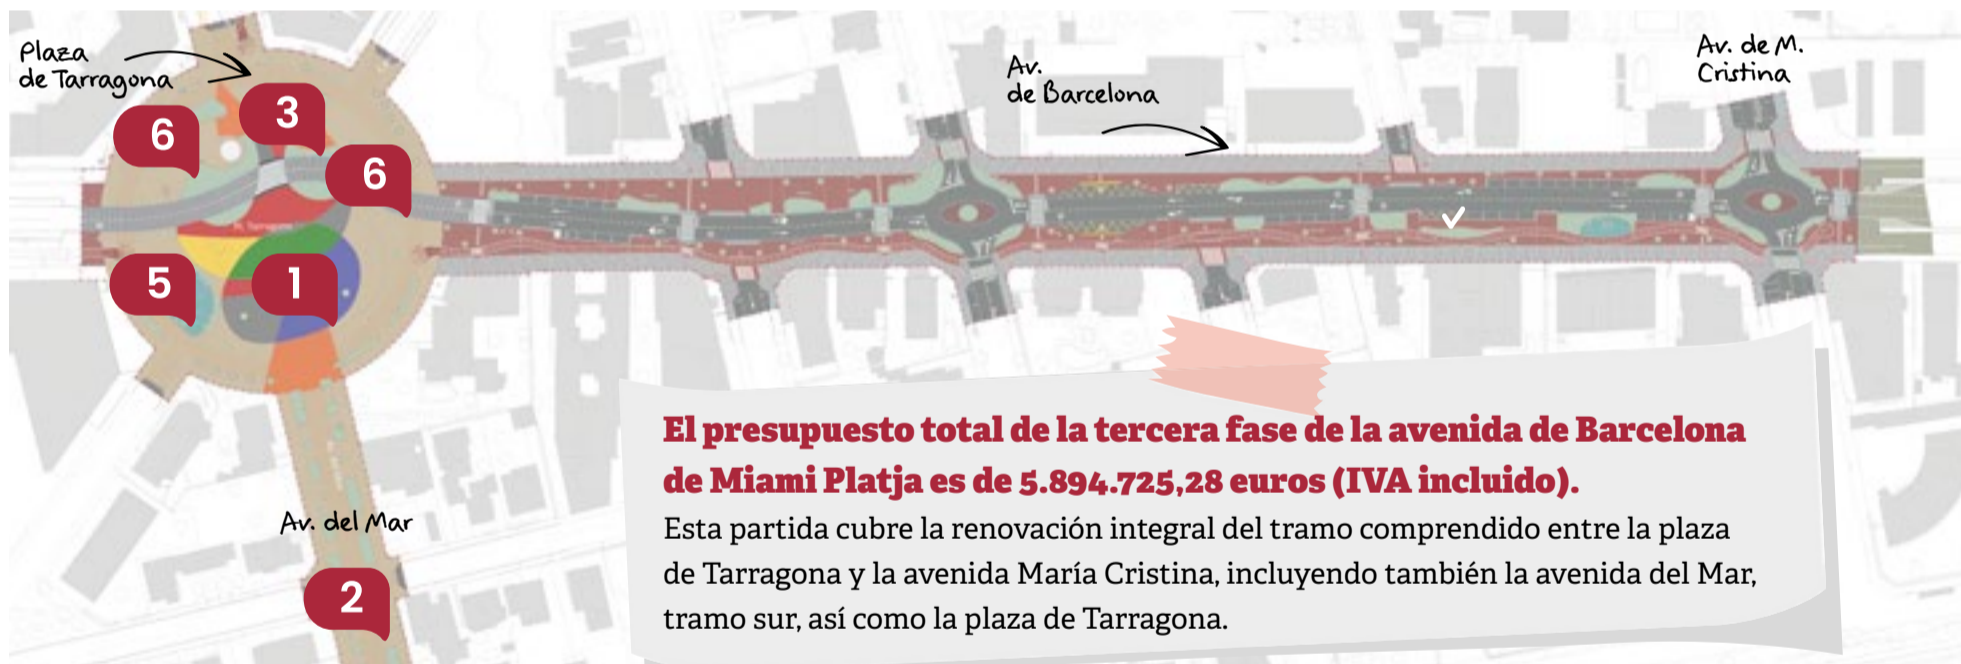 Plaza
de Tarragona
3
6
6
5
1
Av.
de Barcelona
Av. de M.
Cristina
Av. del Mar
2
El presupuesto total de la tercera fase de la avenida de Barcelona
de Miami Platja es de 5.894.725,28 euros (IVA incluido).
Esta partida cubre la renovación integral del tramo comprendido entre la plaza
de Tarragona y la avenida María Cristina, incluyendo también la avenida del Mar,
tramo sur, así como la plaza de Tarragona.